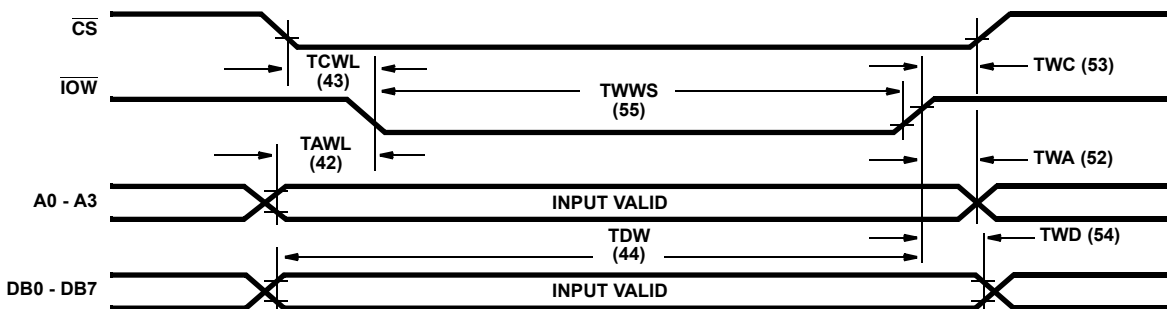 CS
TCWL
(43)
TWC (53)
IOW
TWWS
(55)
TAWL
(42)
TWA (52)
A0 - A3
INPUT VALID
TDW
(44)
TWD (54)
DB0 - DB7
INPUT VALID